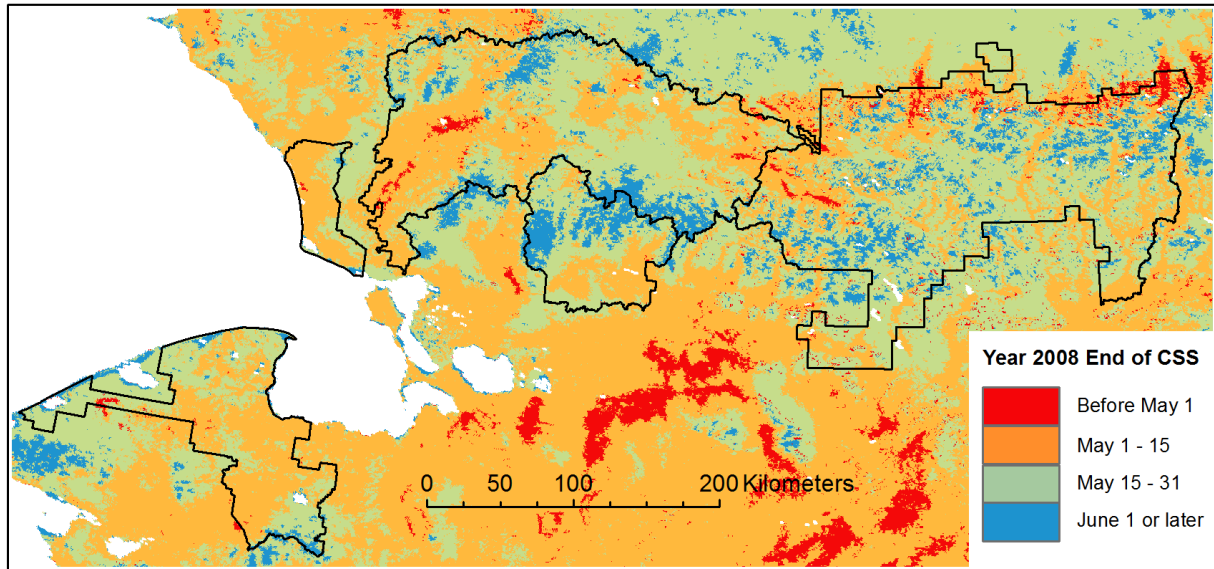 Year 2008 End of CSS
Before May 1
May 1 - 15
May 15 - 31
June 1 or later
0 50 100 200 Kilometers